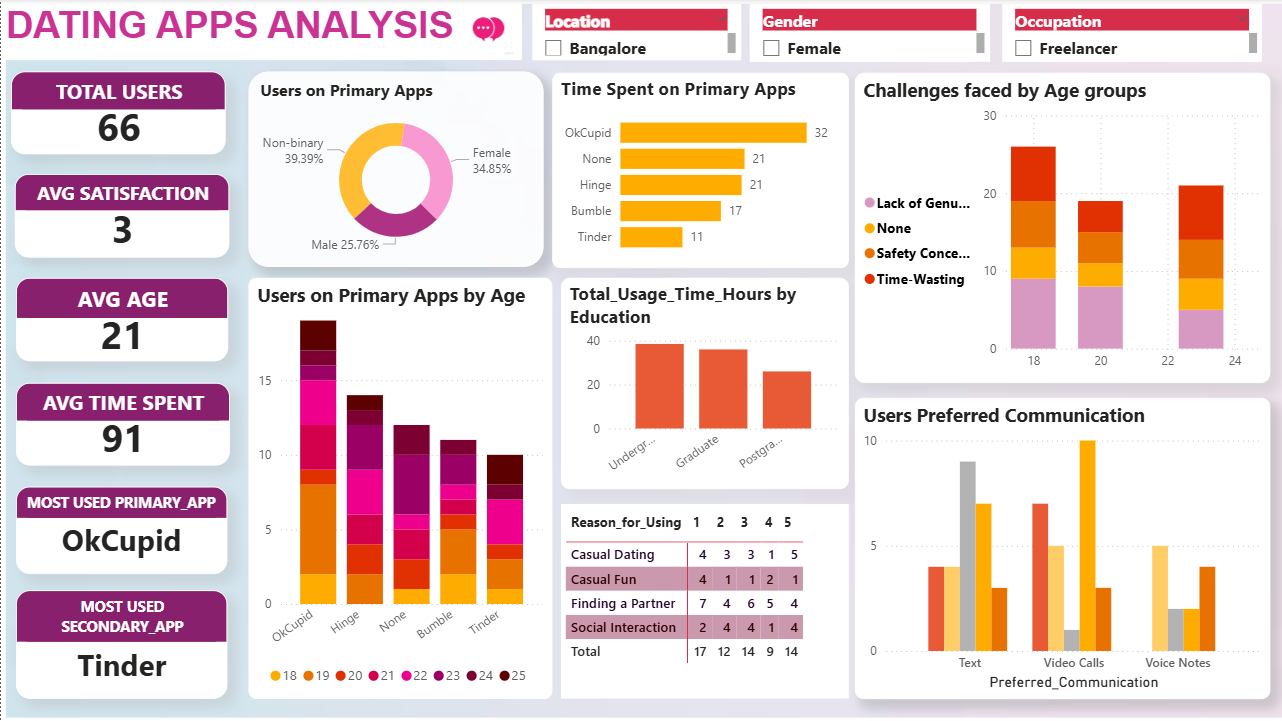 DATING APPS ANALYSIS
Location
Bangalore
Gender
Female
Occupation
Freelancer
TOTAL USERS
66
AVG SATISFACTION
3
AVG AGE
21
AVG TIME SPENT
91
MOST USED PRIMARY_APP
OkCupid
MOST USED
SECONDARY_APP
Tinder
Users on Primary Apps
Non-binary
39.39%
Female
34.85%
Male 25.76%
Time Spent on Primary Apps
OkCupid 32
None 21
Hinge 21
Bumble 17
Tinder 11
Challenges faced by Age groups
Lack of Genu...
None
Safety Conce...
Time-Wasting
30
20
10
0
18 20 22 24
Users on Primary Apps by Age
15
10
5
0
OkCupid Hinge None Bumble Tinder
18 19 20 21 22 23 24 25
Total_Usage_Time_Hours by
Education
40
20
0
Undergr... Graduate Postgra...
Reason_for_Using 1 2 3 4 5
Casual Dating 4 3 3 1 5
Casual Fun 4 1 1 2 1
Finding a Partner 7 4 6 5 4
Social Interaction 2 4 4 1 4
Total 17 12 14 9 14
Users Preferred Communication
10
5
0
Text Video Calls Voice Notes
Preferred_Communication